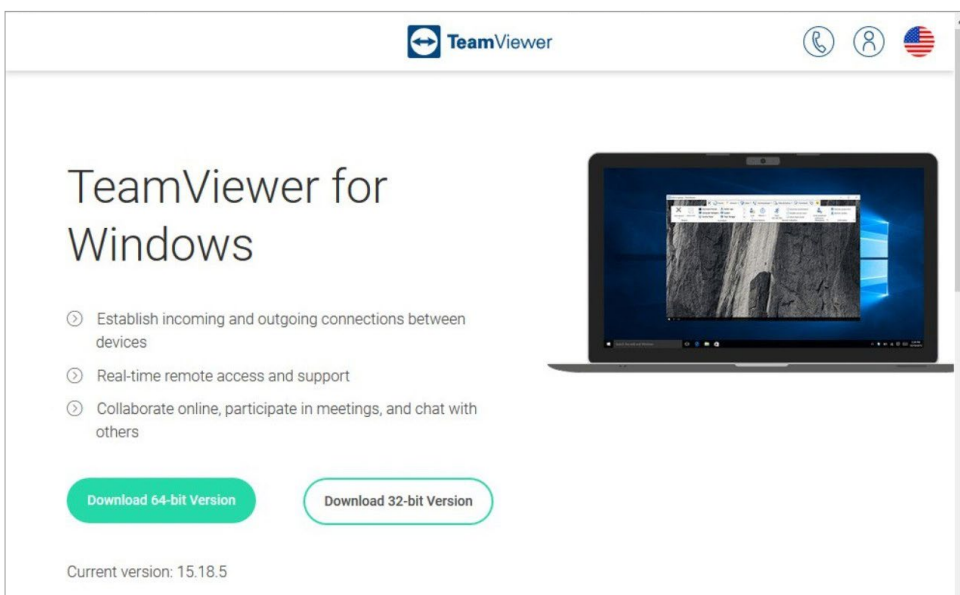 TeamViewer
TeamViewer for
Windows
Establish incoming and outgoing connections between
devices
Real-time remote access and support
Collaborate online, participate in meetings, and chat with
others
Download 64-bit Version
Download 32-bit Version
Current version: 15.18.5